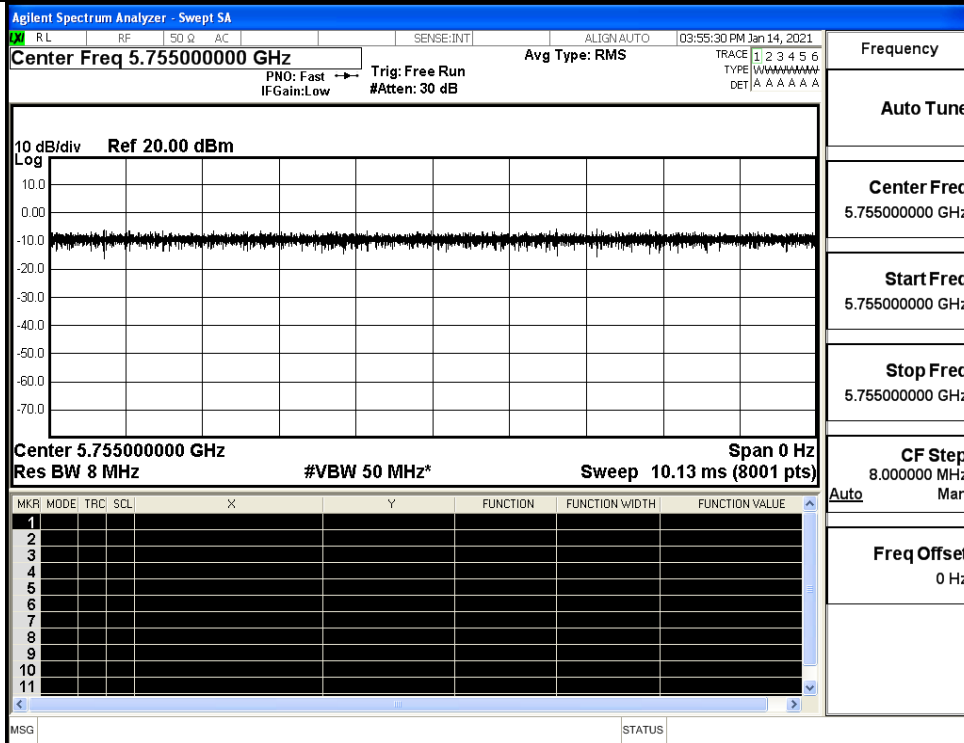 Agilent Spectrum Analyzer - Swept SA
LXI RL RF 50 Ω AC SENSE:INT ALIGN AUTO 03:55:30 PM Jan 14, 2021
Center Freq 5.755000000 GHz
PNO: Fast
IFGain:Low
Trig: Free Run
#Atten: 30 dB
Avg Type: RMS
TRACE 1 2 3 4 5 6
TYPE WWWWWW
DET A A A A A A
10 dB/div Ref 20.00 dBm
Log
10.0
0.00
-10.0
-20.0
-30.0
-40.0
-50.0
-60.0
-70.0
Center 5.755000000 GHz Span 0 Hz
Res BW 8 MHz #VBW 50 MHz* Sweep 10.13 ms (8001 pts)
MKR MODE TRC SCL X Y FUNCTION FUNCTION WIDTH FUNCTION VALUE
1
2
3
4
5
6
7
8
9
10
11
MSG STATUS
Frequency
Auto Tune
Center Freq
5.755000000 GHz
Start Freq
5.755000000 GHz
Stop Freq
5.755000000 GHz
CF Step
8.000000 MHz
Auto Man
Freq Offset
0 Hz